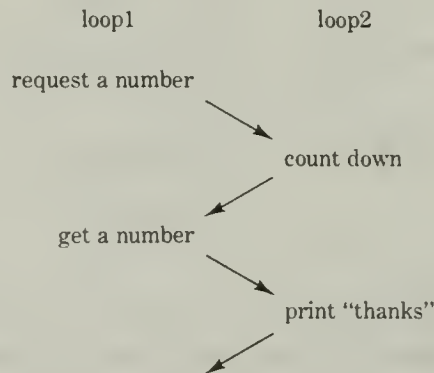 loop1 loop2
request a number
count down
get a number
print "thanks"